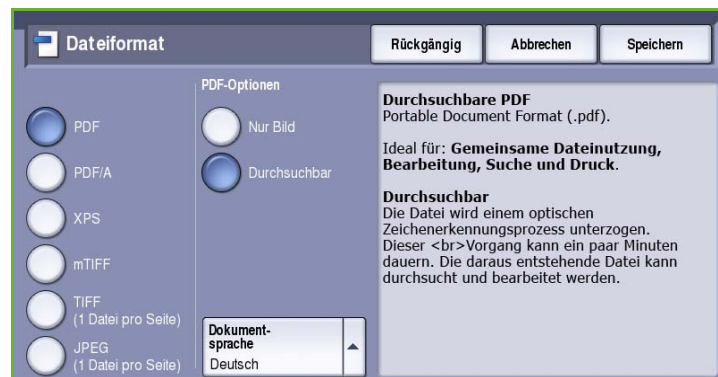 Dateiformat
Rückgängig
Abbrechen
Speichern
PDF
PDF/A
XPS
mTIFF
TIFF
(1 Datei pro Seite)
JPEG
(1 Datei pro Seite)
PDF-Optionen
Nur Bild
Durchsuchbar
Dokument-
sprache
Deutsch
Durchsuchbare PDF
Portable Document Format (.pdf).
Ideal für: Gemeinsame Dateinutzung,
Bearbeitung, Suche und Druck.
Durchsuchbar
Die Datei wird einem optischen
Zeichenerkennungsprozess unterzogen.
Dieser <br>Vorgang kann ein paar Minuten
dauern. Die daraus entstehende Datei kann
durchsucht und bearbeitet werden.